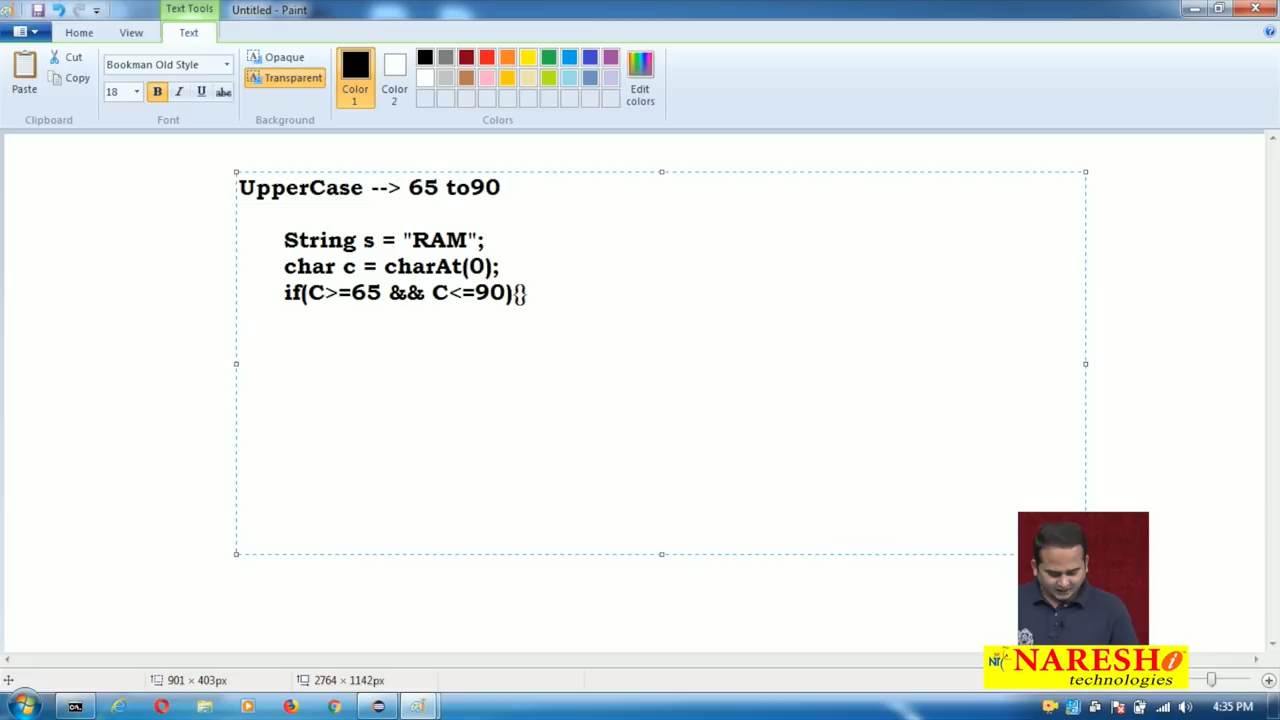 Text Tools
Untitled - Paint
Home
View
Text
Paste
Cut
Copy
Clipboard
Bookman Old Style
18
B
I
U
abc
Font
Opaque
Transparent
Background
Color
1
Color
2
Edit
colors
Colors
UpperCase --> 65 to90
String s = "RAM";
char c = charAt(0);
if(C>=65 && C<=90){}
NARESH i
technologies
901 × 403px
2764 × 1142px
4:35 PM